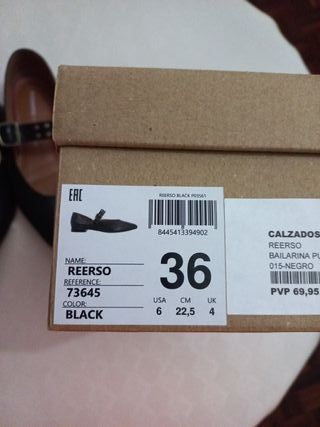 EAC
REERSO BLACK P03561
8445413394902
NAME:
REERSO
REFERENCE:
73645
COLOR:
BLACK
36
USA CM UK
6 22,5 4
CALZADOS
REERSO
BAILARINA PU
015-NEGRO
PVP 69,95